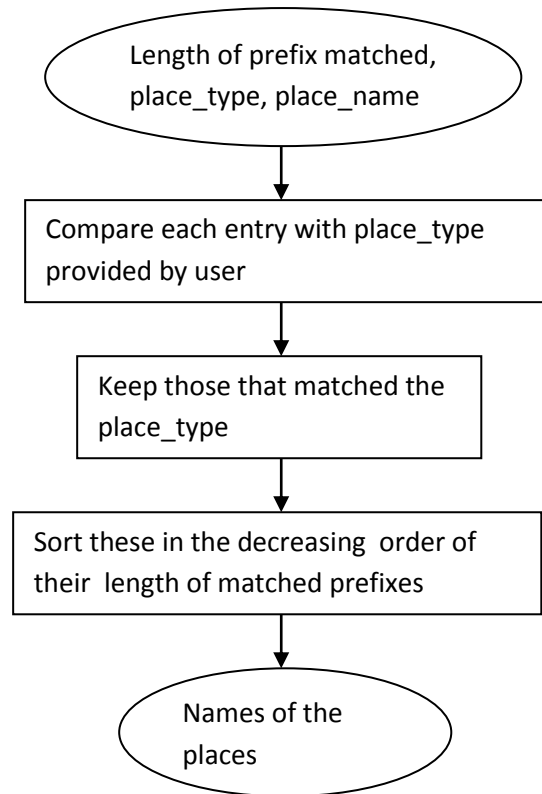 Length of prefix matched,
place_type, place_name
Compare each entry with place_type
provided by user
Keep those that matched the
place_type
Sort these in the decreasing order of
their length of matched prefixes
Names of the
places